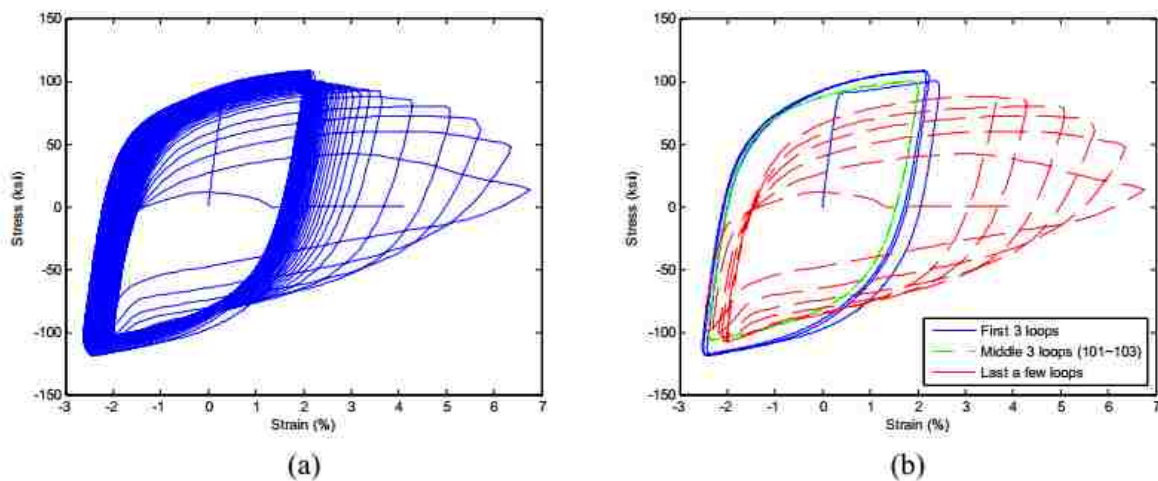 150
100
50
0
-50
-100
-150
-3 -2 -1 0 1 2 3 4 5 6 7
Stress (ksi)
Strain (%)
(a)
150
100
50
0
-50
-100
-150
-3 -2 -1 0 1 2 3 4 5 6 7
Stress (ksi)
Strain (%)
First 3 loops
Middle 3 loops (101~103)
Last a few loops
(b)